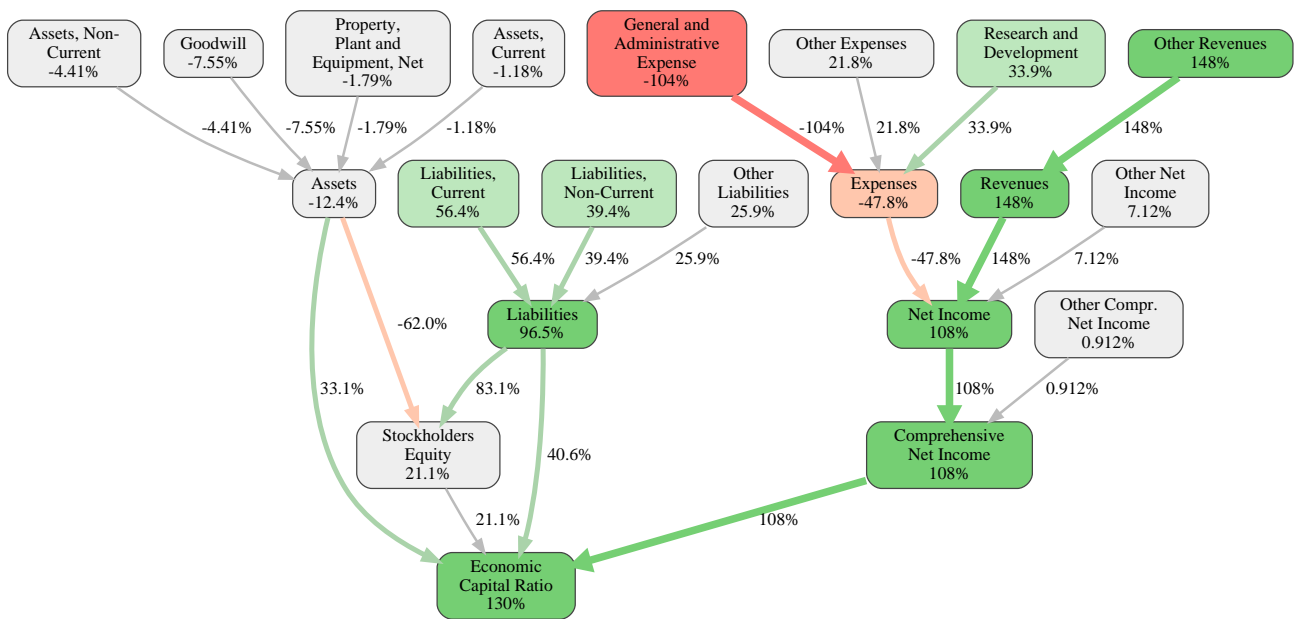 Assets, Non-
Current
-4.41%
Goodwill
-7.55%
Property,
Plant and
Equipment, Net
-1.79%
Assets,
Current
-1.18%
General and
Administrative
Expense
-104%
Other Expenses
21.8%
Research and
Development
33.9%
Other Revenues
148%
-4.41%
-7.55%
-1.79%
-1.18%
-104%
21.8%
33.9%
148%
Assets
-12.4%
Liabilities,
Current
56.4%
Liabilities,
Non-Current
39.4%
Other
Liabilities
25.9%
Expenses
-47.8%
Revenues
148%
Other Net
Income
7.12%
56.4%
39.4%
25.9%
-47.8%
148%
7.12%
-62.0%
Liabilities
96.5%
Net Income
108%
Other Compr.
Net Income
0.912%
33.1%
83.1%
108%
0.912%
Stockholders
Equity
21.1%
40.6%
Comprehensive
Net Income
108%
21.1%
108%
Economic
Capital Ratio
130%